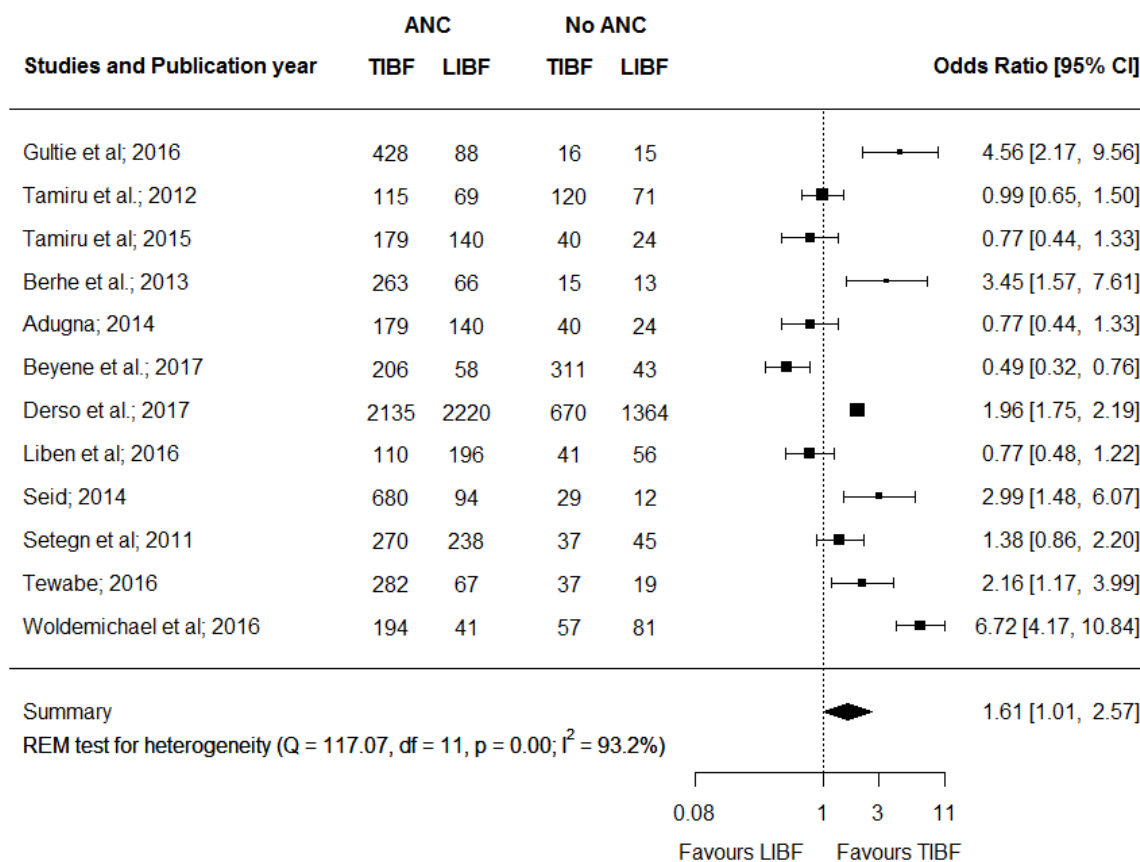 ANC No ANC
Studies and Publication year TIBF LIBF TIBF LIBF Odds Ratio [95% CI]
Gultie et al; 2016 428 88 16 15 4.56 [2.17, 9.56]
Tamiru et al.; 2012 115 69 120 71 0.99 [0.65, 1.50]
Tamiru et al; 2015 179 140 40 24 0.77 [0.44, 1.33]
Berhe et al.; 2013 263 66 15 13 3.45 [1.57, 7.61]
Adugna; 2014 179 140 40 24 0.77 [0.44, 1.33]
Beyene et al.; 2017 206 58 311 43 0.49 [0.32, 0.76]
Derso et al.; 2017 2135 2220 670 1364 1.96 [1.75, 2.19]
Liben et al; 2016 110 196 41 56 0.77 [0.48, 1.22]
Seid; 2014 680 94 29 12 2.99 [1.48, 6.07]
Setegn et al; 2011 270 238 37 45 1.38 [0.86, 2.20]
Tewabe; 2016 282 67 37 19 2.16 [1.17, 3.99]
Woldemichael et al; 2016 194 41 57 81 6.72 [4.17, 10.84]
Summary 1.61 [1.01, 2.57]
REM test for heterogeneity (Q = 117.07, df = 11, p = 0.00; I² = 93.2%)
0.08 1 3 11
Favours LIBF Favours TIBF